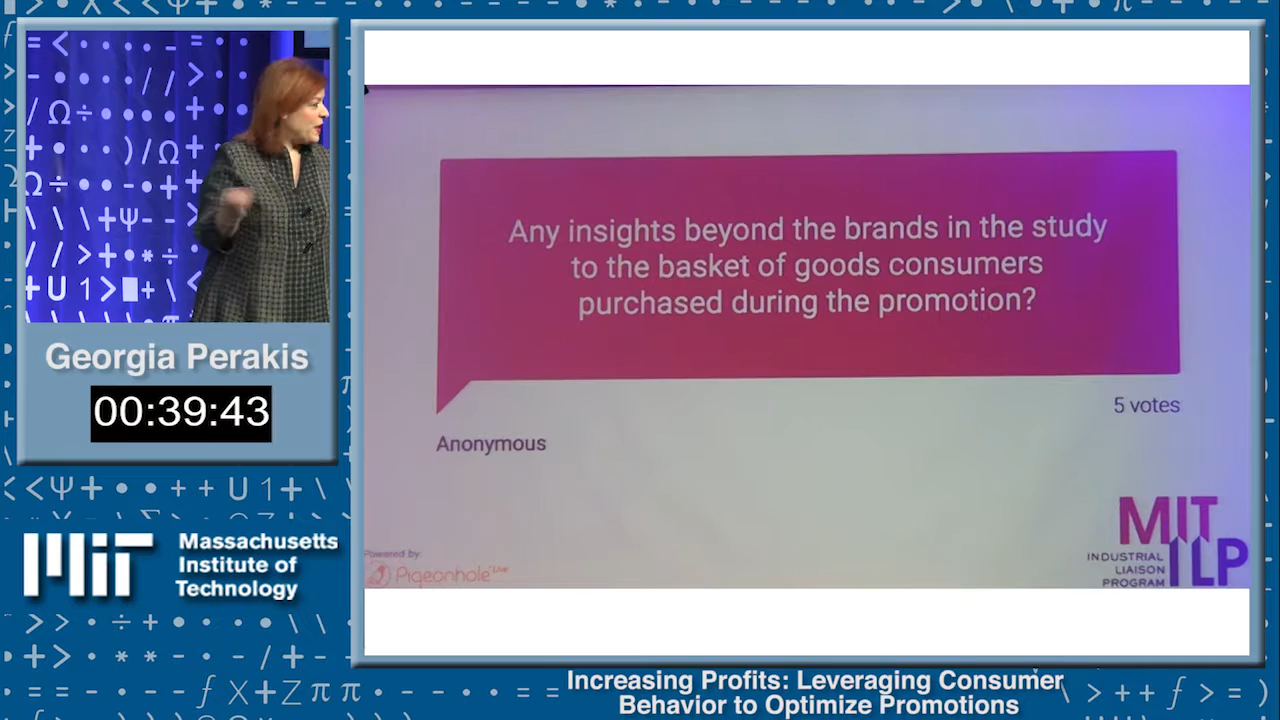 Georgia Perakis
00:39:43
MIT
Massachusetts
Institute of
Technology
Any insights beyond the brands in the study
to the basket of goods consumers
purchased during the promotion?
5 votes
Anonymous
Powered by
Pigeonhole Live
MIT
INDUSTRIAL
LIAISON
PROGRAM
ILP
Increasing Profits: Leveraging Consumer
Behavior to Optimize Promotions